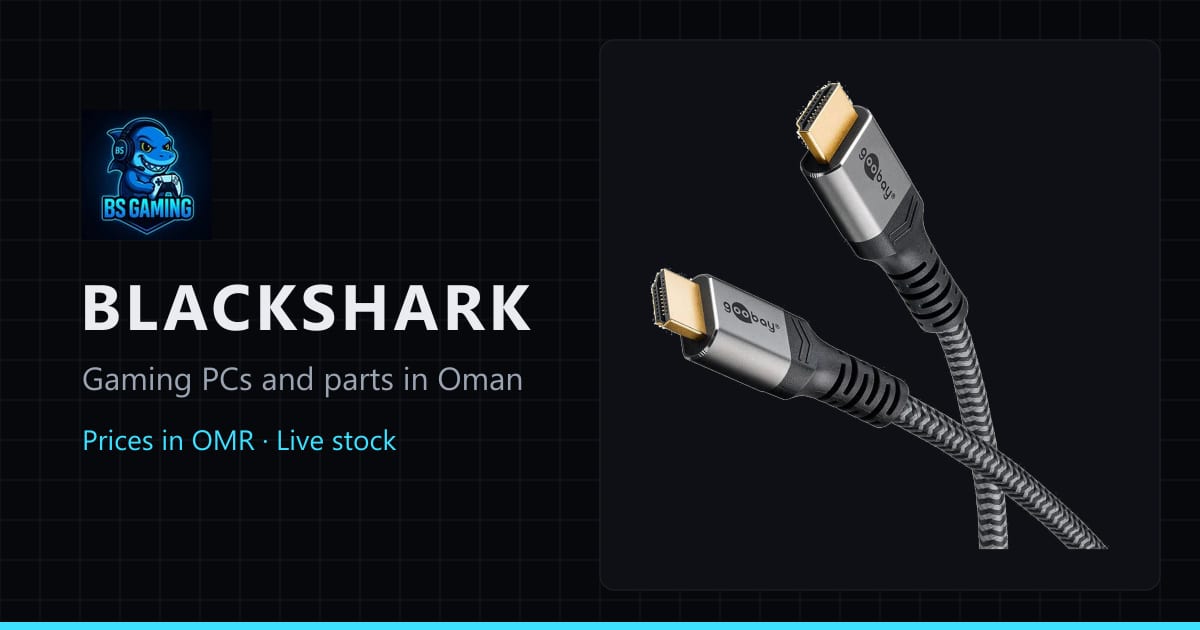 BS
BS GAMING
BLACKSHARK
Gaming PCs and parts in Oman
Prices in OMR · Live stock
goobay®
goobay®